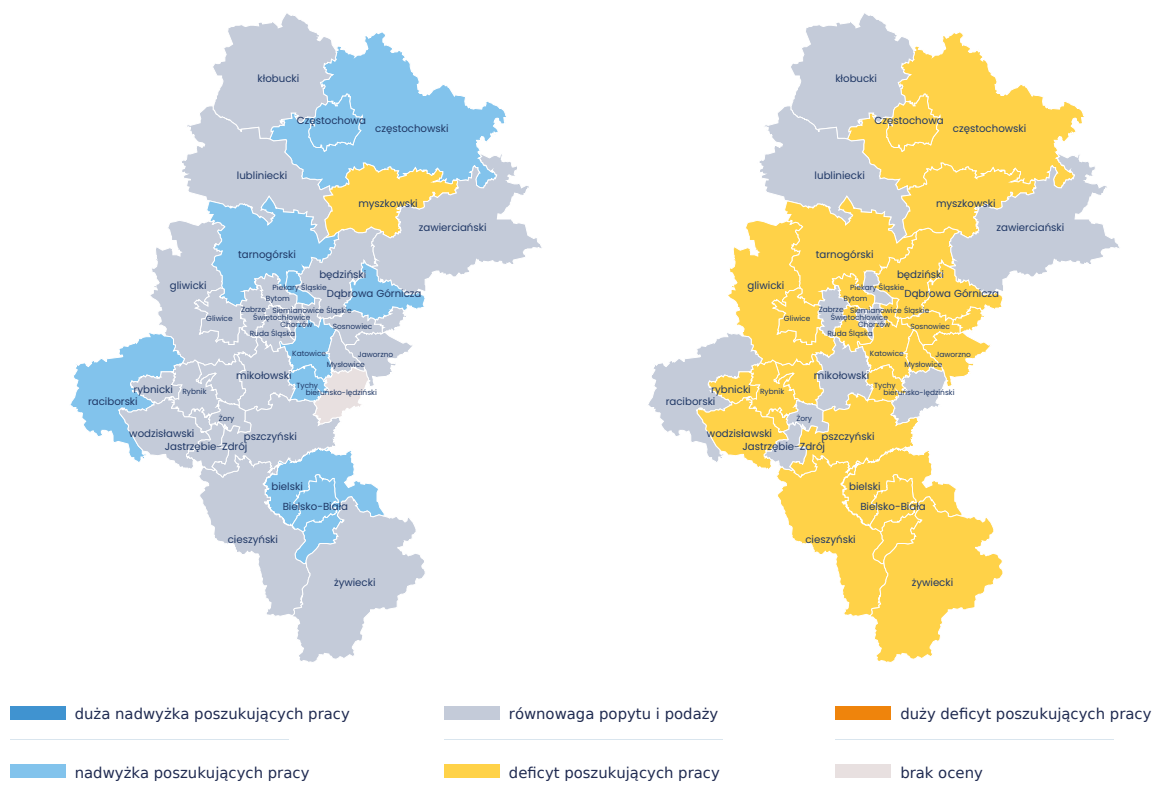 kłobucki
Częstochowa
częstochowski
lubliniecki
myszkowski
zawierciański
tarnogórski
będziński
gliwicki
Piekary Śląskie
Dąbrowa Górnicza
Bytom
Zabrze
Siemianowice Śląskie
Gliwice
Świętochłowice
Chorzów
Sosnowiec
Ruda Śląska
Katowice
Jaworzno
Mysłowice
mikołowski
rybnicki
Rybnik
Tychy
bieruńsko-lędziński
raciborski
Żory
wodzisławski
pszczyński
Jastrzębie-Zdrój
bielski
Bielsko-Biała
cieszyński
żywiecki
kłobucki
Częstochowa
częstochowski
lubliniecki
myszkowski
zawierciański
tarnogórski
będziński
gliwicki
Piekary Śląskie
Dąbrowa Górnicza
Bytom
Zabrze
Siemianowice Śląskie
Gliwice
Świętochłowice
Chorzów
Sosnowiec
Ruda Śląska
Katowice
Jaworzno
Mysłowice
mikołowski
rybnicki
Rybnik
Tychy
bieruńsko-lędziński
raciborski
Żory
wodzisławski
pszczyński
Jastrzębie-Zdrój
bielski
Bielsko-Biała
cieszyński
żywiecki
duża nadwyżka poszukujących pracy
równowaga popytu i podaży
duży deficyt poszukujących pracy
nadwyżka poszukujących pracy
deficyt poszukujących pracy
brak oceny